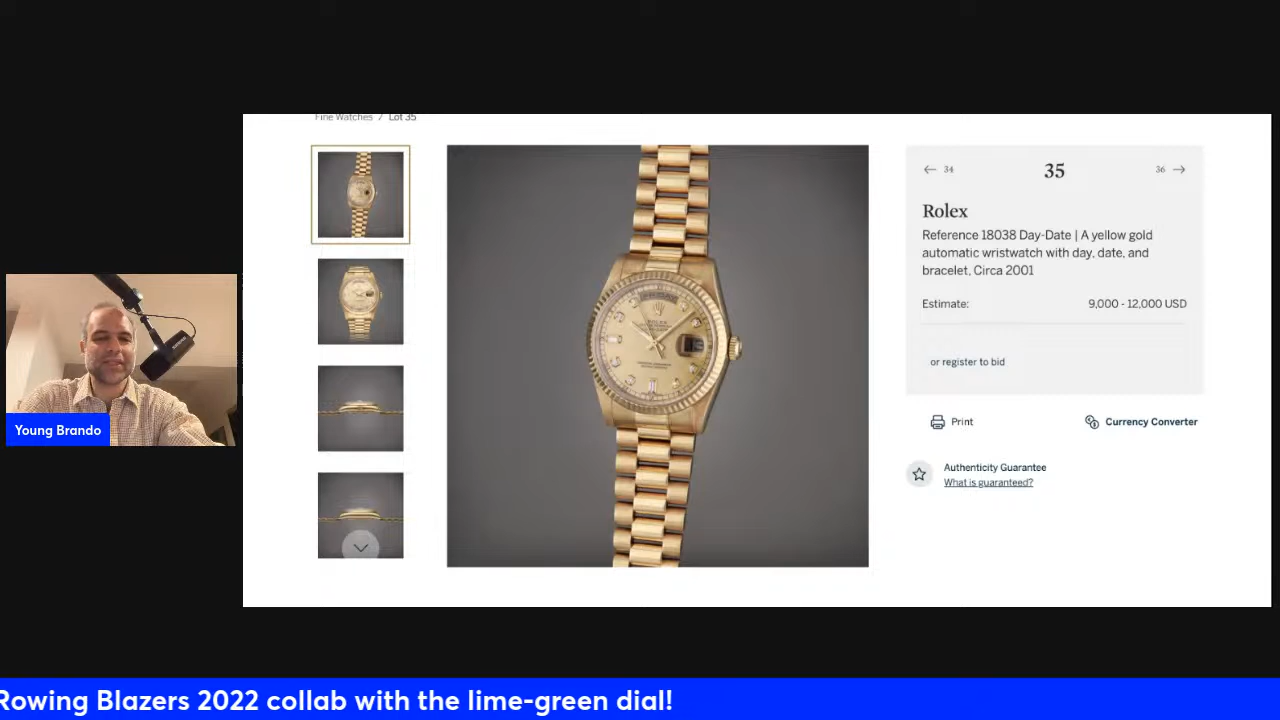 Fine Watches / Lot 35
34
35
36
Rolex
Reference 18038 Day-Date | A yellow gold
automatic wristwatch with day, date, and
bracelet, Circa 2001
Estimate: 9,000 - 12,000 USD
or register to bid
Print
Currency Converter
Authenticity Guarantee
What is guaranteed?
ROLEX
Young Brando
Rowing Blazers 2022 collab with the lime-green dial!